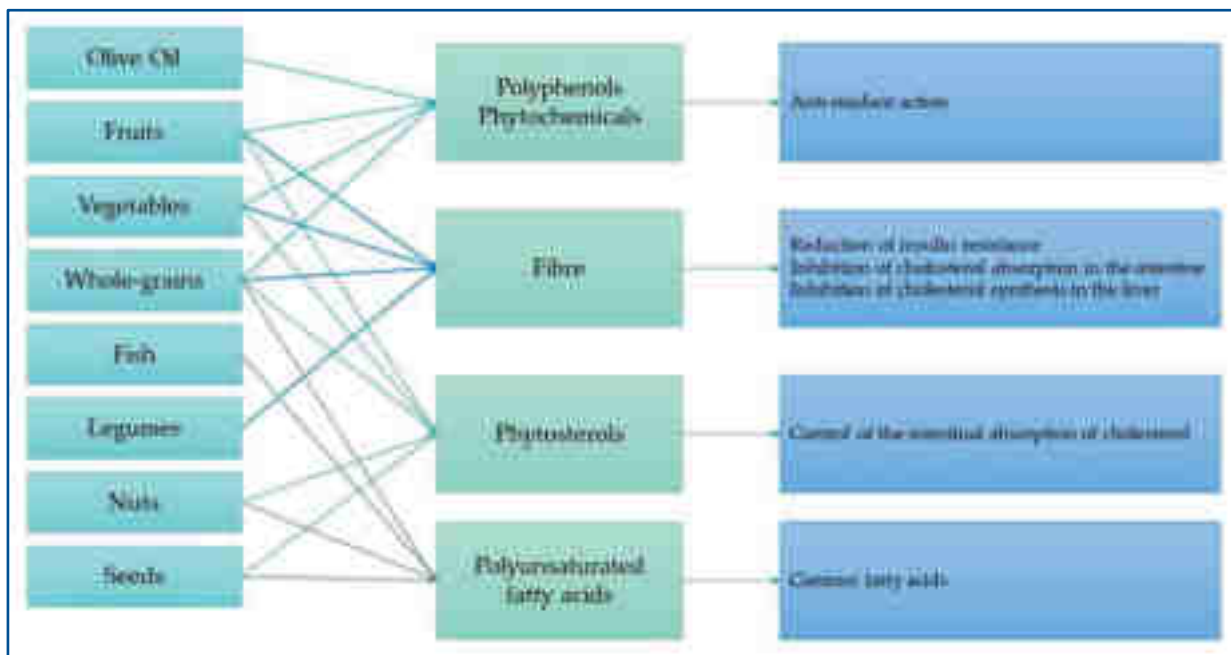 Olive Oil
Fruits
Vegetables
Whole-grains
Fish
Legumes
Nuts
Seeds
Polyphenols
Phytochemicals
Fibre
Phytosterols
Polyunsaturated
fatty acids
action
Reduction of insulin resistance
Inhibition of cholesterol absorption in the intestine
Inhibition of cholesterol synthesis in the liver
Control of the intestinal absorption of cholesterol
fatty acids